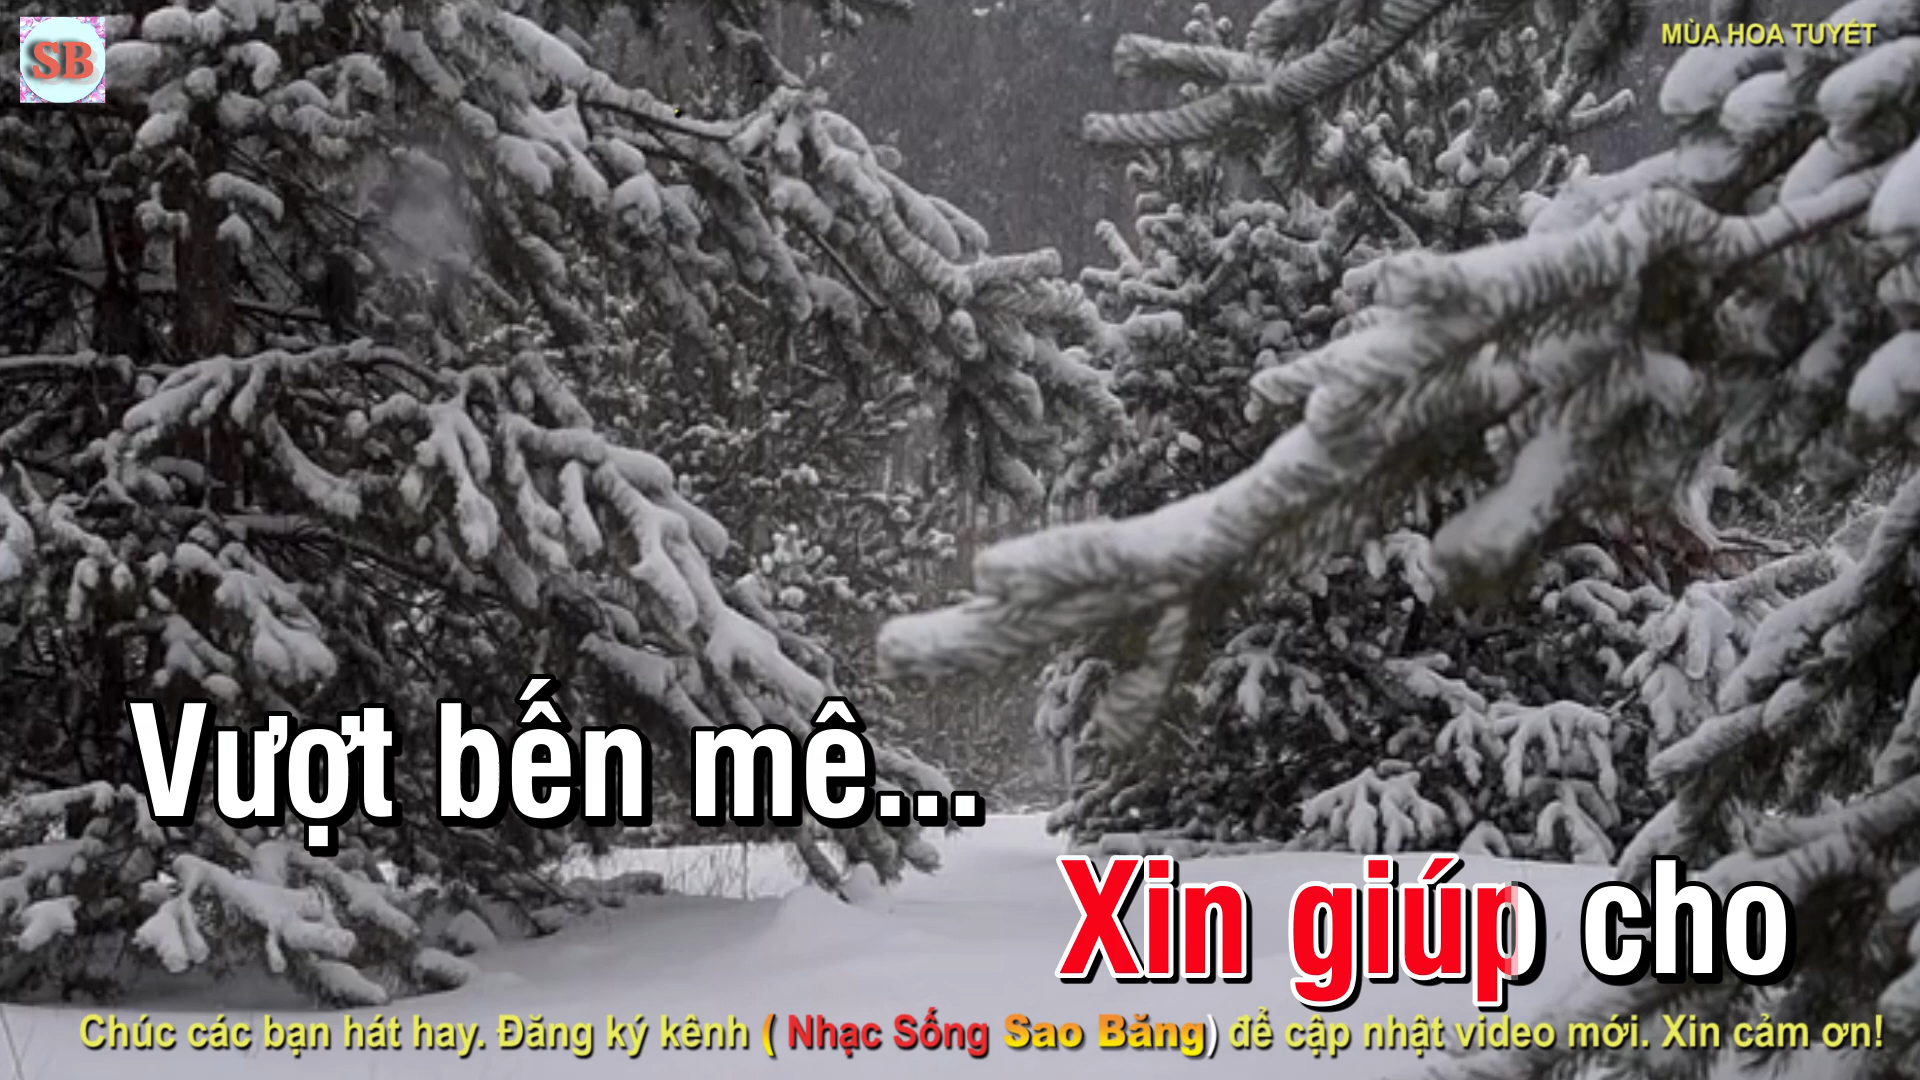 SB
MÙA HOA TUYẾT
Vượt bến mê...
Xin giúp cho
Chúc các bạn hát hay. Đăng ký kênh ( Nhạc Sống Sao Băng) để cập nhật video mới. Xin cảm ơn!